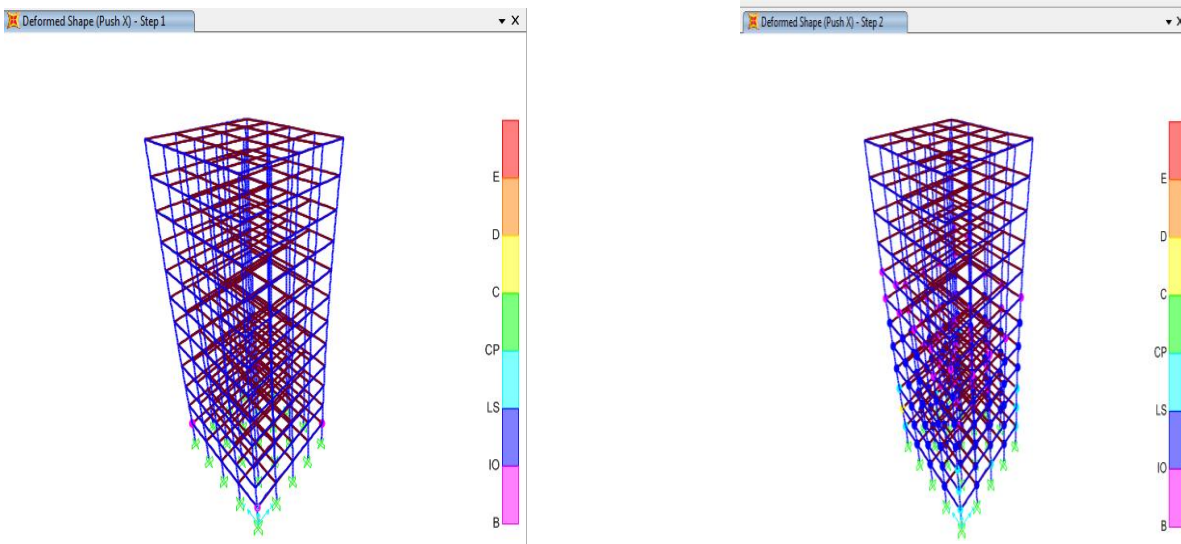 Deformed Shape (Push X) - Step 1
X
E
D
C
CP
LS
IO
B
Deformed Shape (Push X) - Step 2
X
E
D
C
CP
LS
IO
B